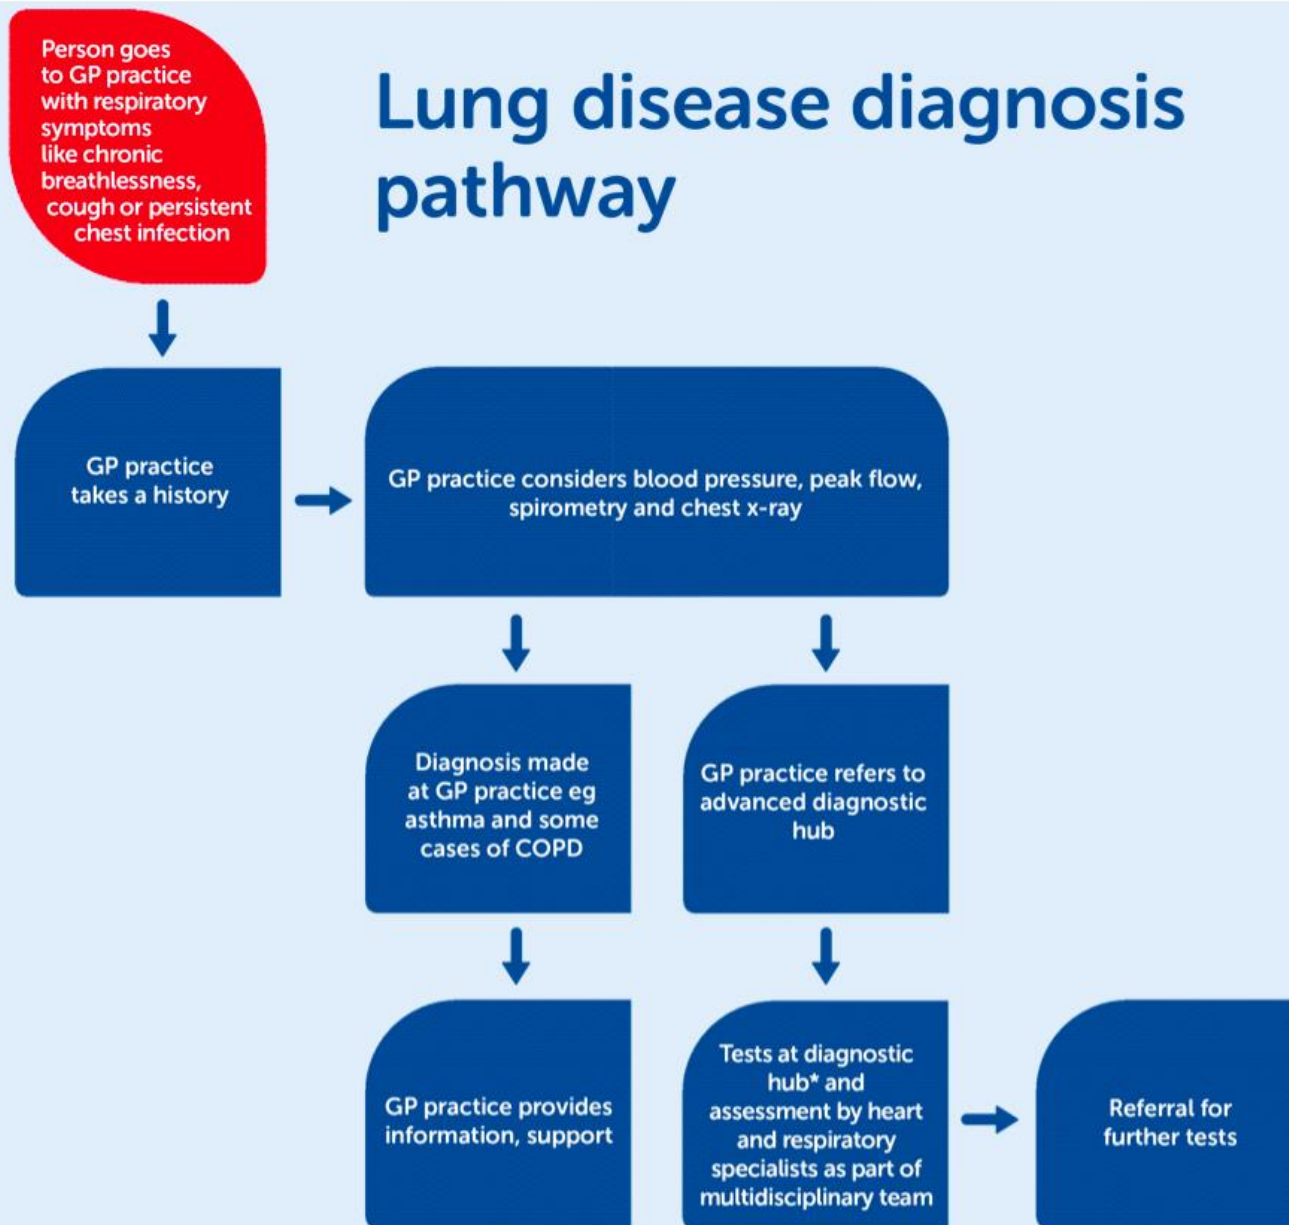 Person goes
to GP practice
with respiratory
symptoms
like chronic
breathlessness,
cough or persistent
chest infection
Lung disease diagnosis
pathway
GP practice
takes a history
GP practice considers blood pressure, peak flow,
spirometry and chest x-ray
Diagnosis made
at GP practice eg
asthma and some
cases of COPD
GP practice refers to
advanced diagnostic
hub
GP practice provides
information, support
Tests at diagnostic
hub* and
assessment by heart
and respiratory
specialists as part of
multidisciplinary team
Referral for
further tests